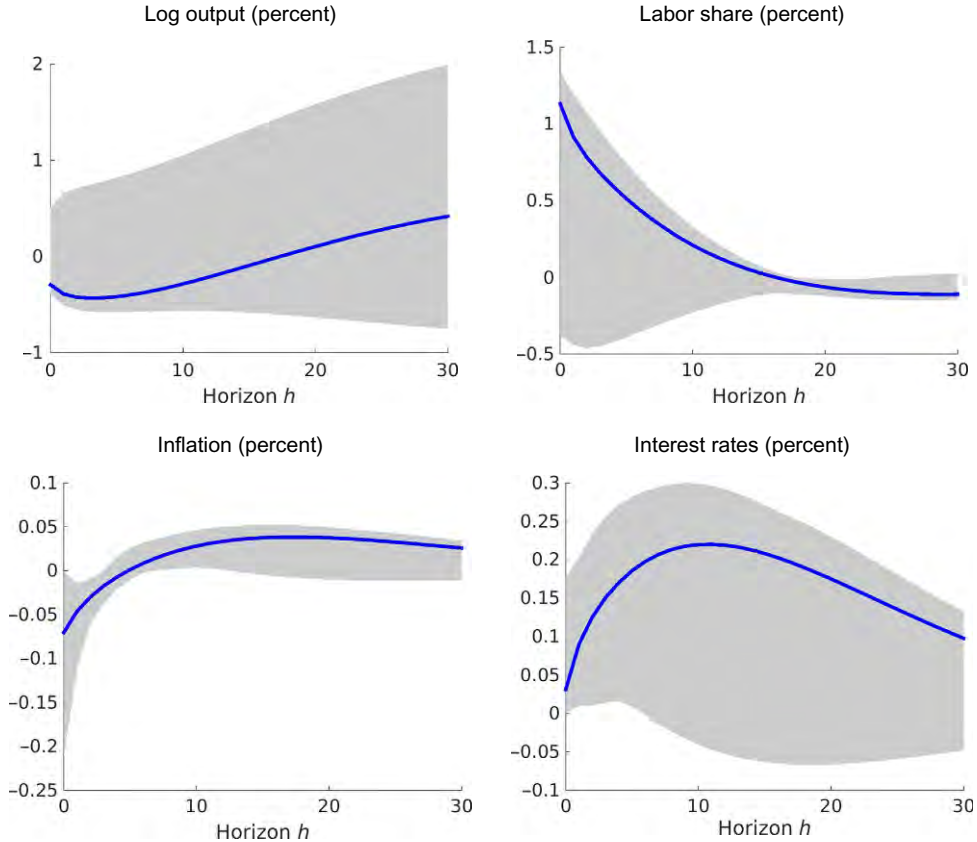 Log output (percent)
2
1
0
–1
0 10 20 30
Horizon h
Labor share (percent)
1.5
1
0.5
0
–0.5
0 10 20 30
Horizon h
Inflation (percent)
0.1
0.05
0
–0.05
–0.1
–0.15
–0.2
–0.25
0 10 20 30
Horizon h
Interest rates (percent)
0.3
0.25
0.2
0.15
0.1
0.05
0
–0.05
–0.1
0 10 20 30
Horizon h